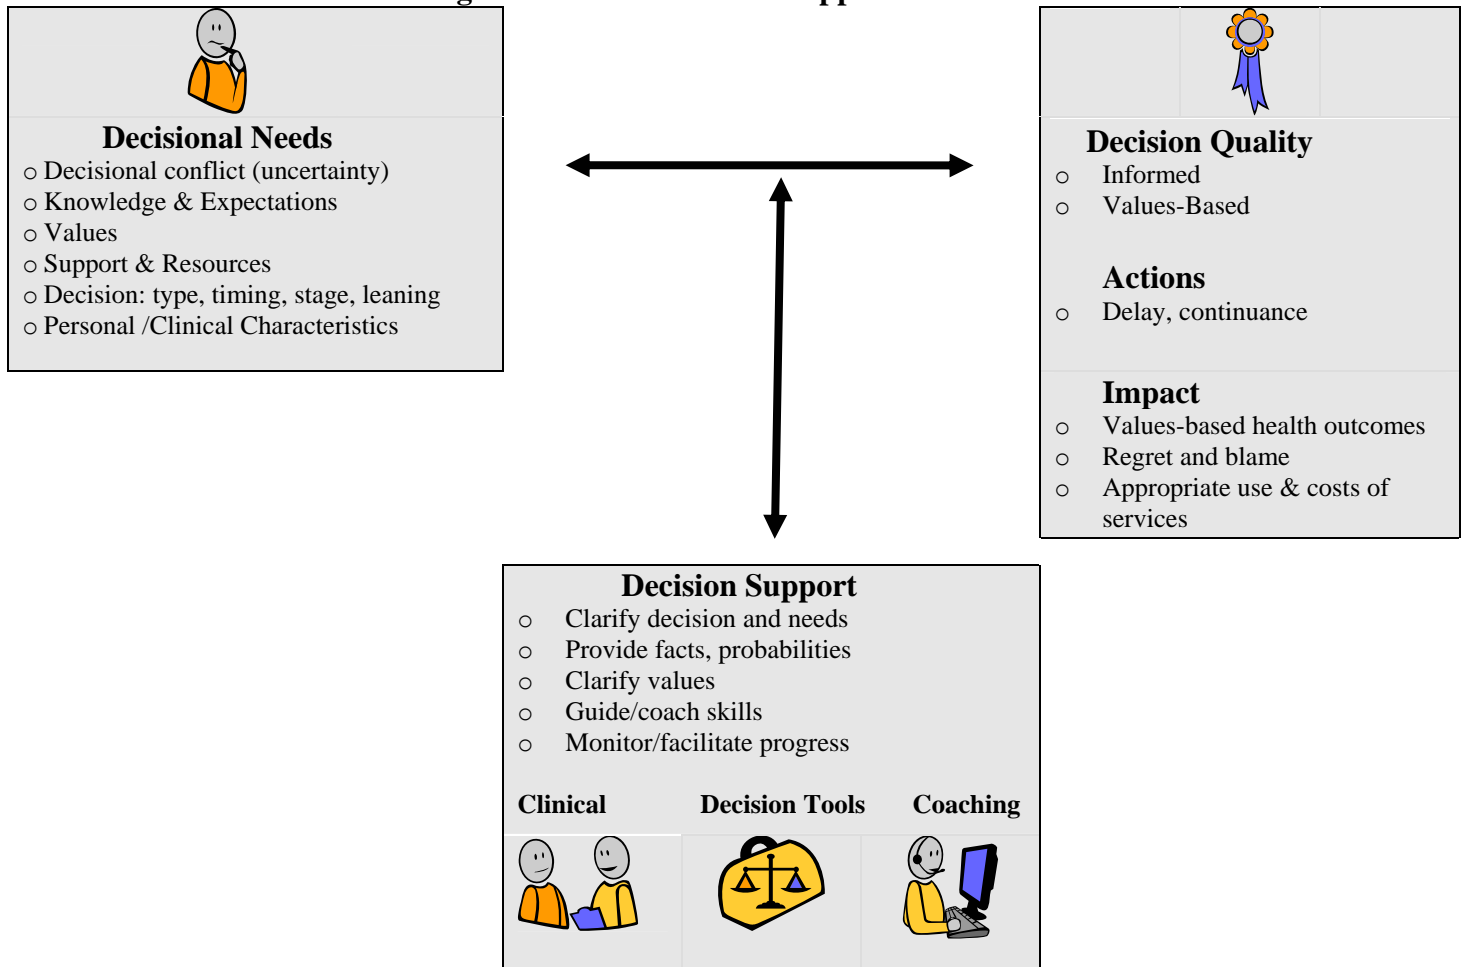 Decisional Needs
o Decisional conflict (uncertainty)
o Knowledge & Expectations
o Values
o Support & Resources
o Decision: type, timing, stage, leaning
o Personal /Clinical Characteristics
Decision Quality
o Informed
o Values-Based
Actions
o Delay, continuance
Impact
o Values-based health outcomes
o Regret and blame
o Appropriate use & costs of
services
Decision Support
o Clarify decision and needs
o Provide facts, probabilities
o Clarify values
o Guide/coach skills
o Monitor/facilitate progress
Clinical Decision Tools Coaching